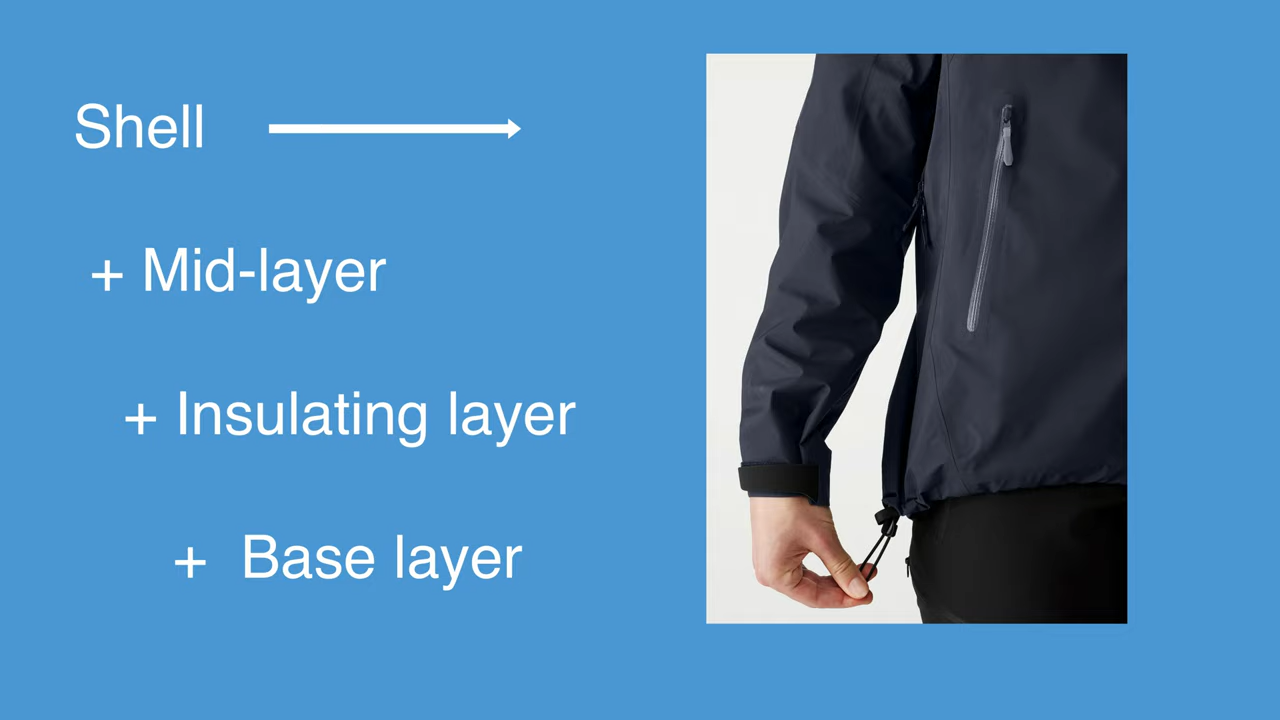 Shell
+ Mid-layer
+ Insulating layer
+ Base layer